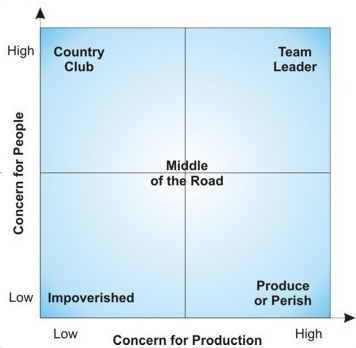 High
Country
Club
Team
Leader
Concern for People
Middle
of the Road
Low
Impoverished
Produce
or Perish
Low
Concern for Production
High